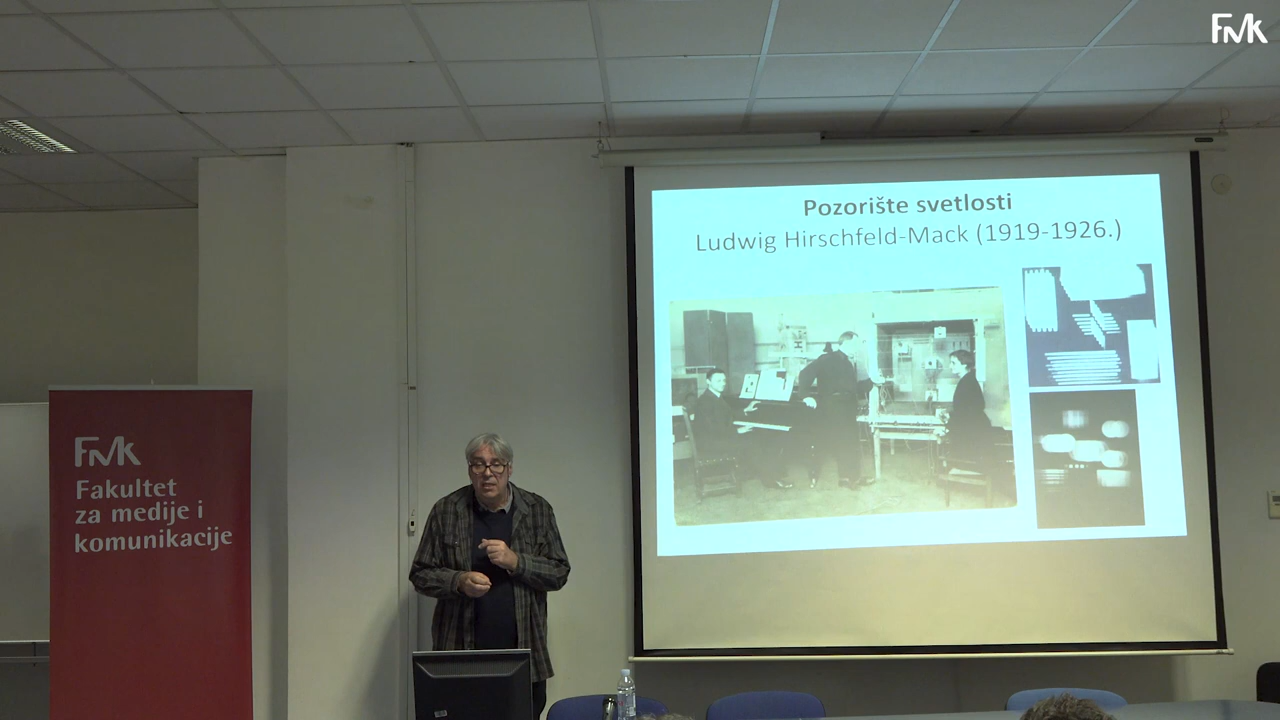 FMK
Pozorište svetlosti
Ludwig Hirschfeld-Mack (1919-1926.)
FMK
Fakultet
za medije i
komunikacije